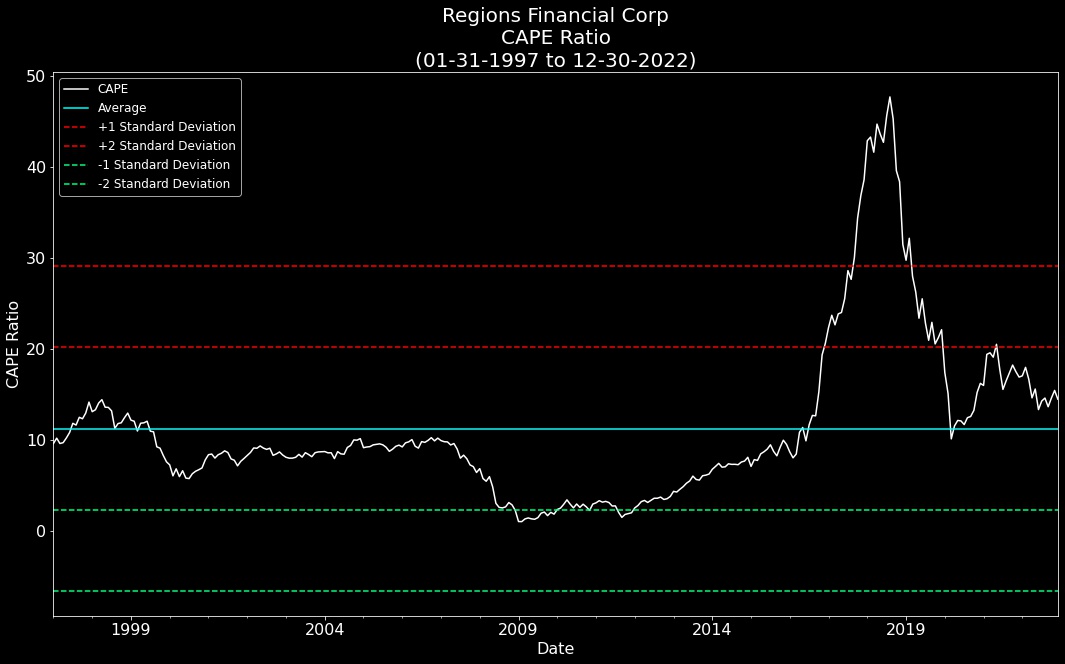 Regions Financial Corp
CAPE Ratio
(01-31-1997 to 12-30-2022)
CAPE
Average
+1 Standard Deviation
+2 Standard Deviation
-1 Standard Deviation
-2 Standard Deviation
CAPE Ratio
50
40
30
20
10
0
1999
2004
2009
2014
2019
Date